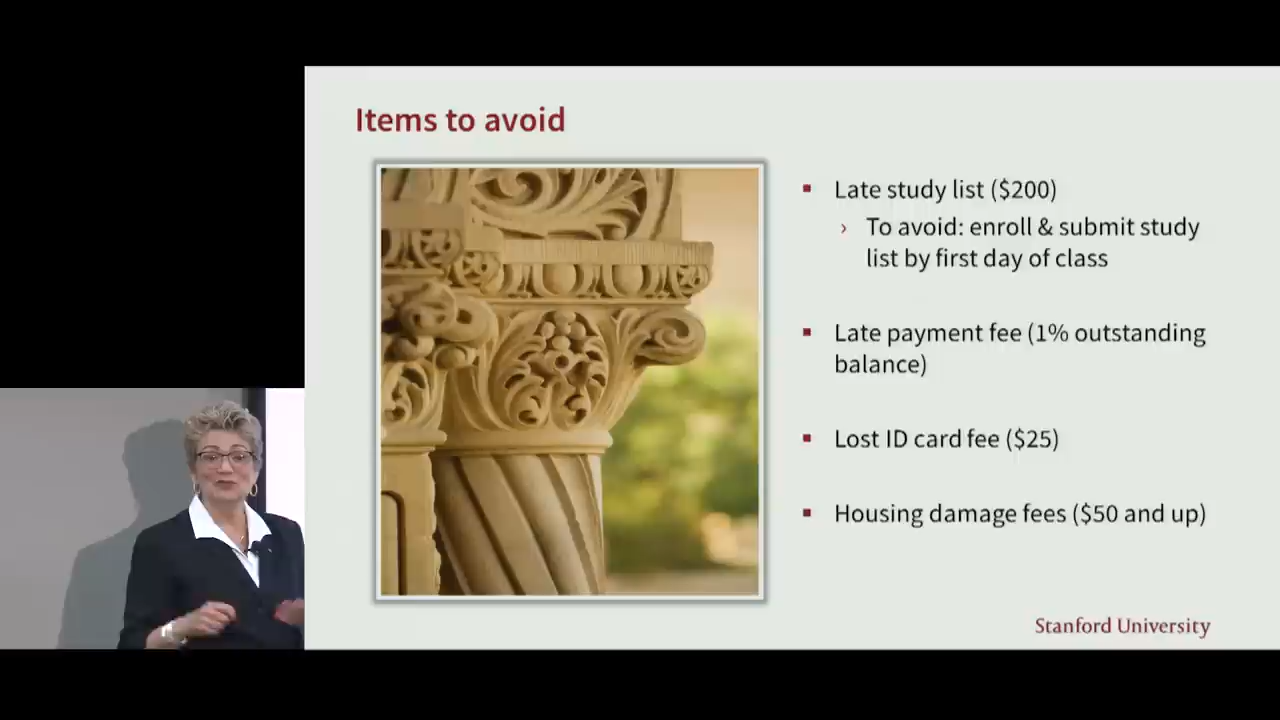 Items to avoid
▪ Late study list ($200)
› To avoid: enroll & submit study
list by first day of class
▪ Late payment fee (1% outstanding
balance)
▪ Lost ID card fee ($25)
▪ Housing damage fees ($50 and up)
Stanford University